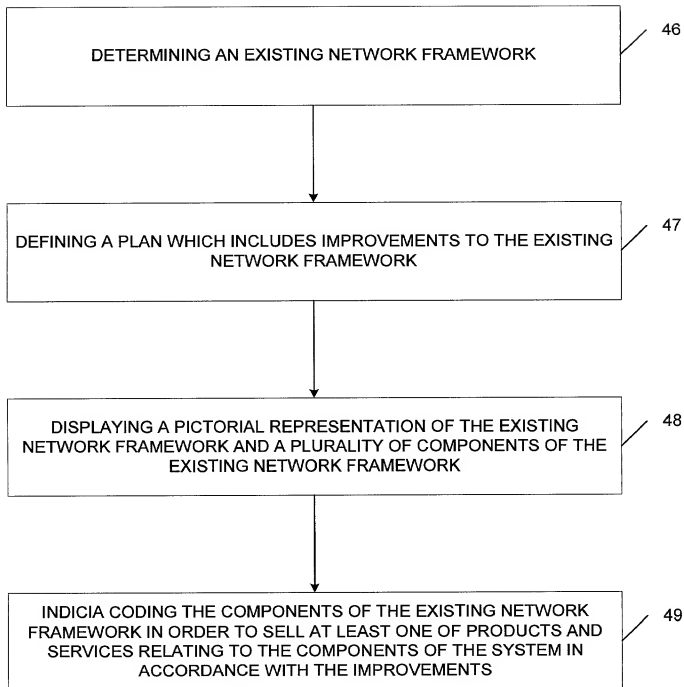 DETERMINING AN EXISTING NETWORK FRAMEWORK
46
DEFINING A PLAN WHICH INCLUDES IMPROVEMENTS TO THE EXISTING
NETWORK FRAMEWORK
47
DISPLAYING A PICTORIAL REPRESENTATION OF THE EXISTING
NETWORK FRAMEWORK AND A PLURALITY OF COMPONENTS OF THE
EXISTING NETWORK FRAMEWORK
48
INDICIA CODING THE COMPONENTS OF THE EXISTING NETWORK
FRAMEWORK IN ORDER TO SELL AT LEAST ONE OF PRODUCTS AND
SERVICES RELATING TO THE COMPONENTS OF THE SYSTEM IN
ACCORDANCE WITH THE IMPROVEMENTS
49